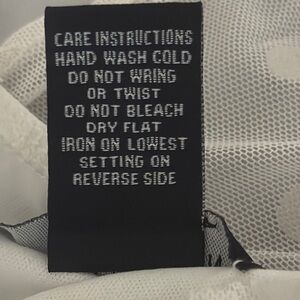 CARE INSTRUCTIONS
HAND WASH COLD
DO NOT WRING
OR TWIST
DO NOT BLEACH
DRY FLAT
IRON ON LOWEST
SETTING ON
REVERSE SIDE